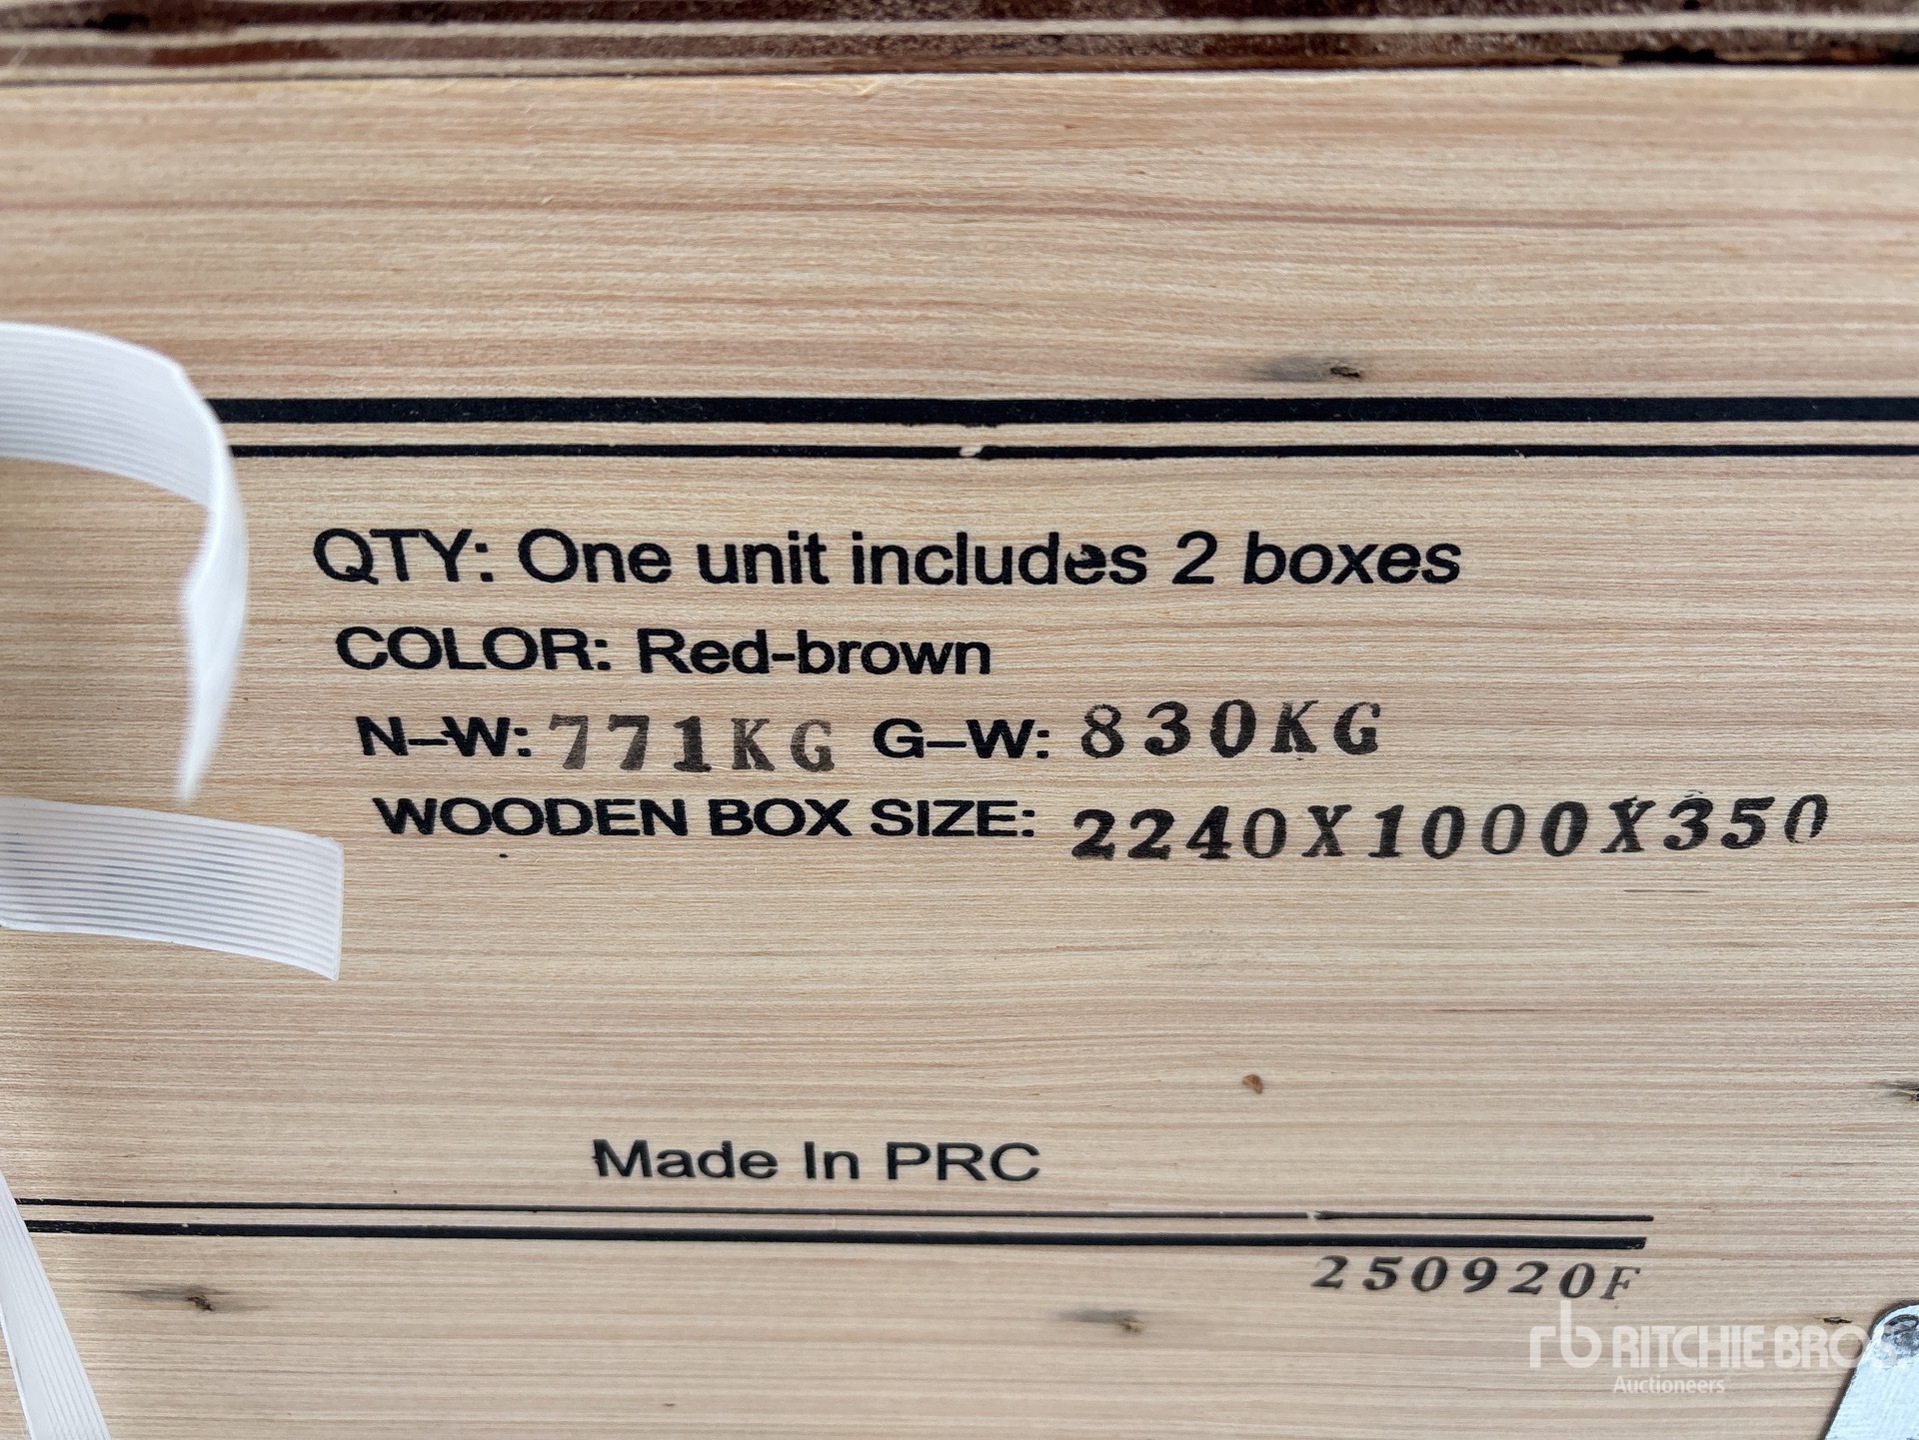 QTY: One unit includes 2 boxes
COLOR: Red-brown
N-W: 771KG G-W: 830KG
WOODEN BOX SIZE: 2240X1000X350
Made In PRC
250920F
rb RITCHIE BROS
Auctioneers